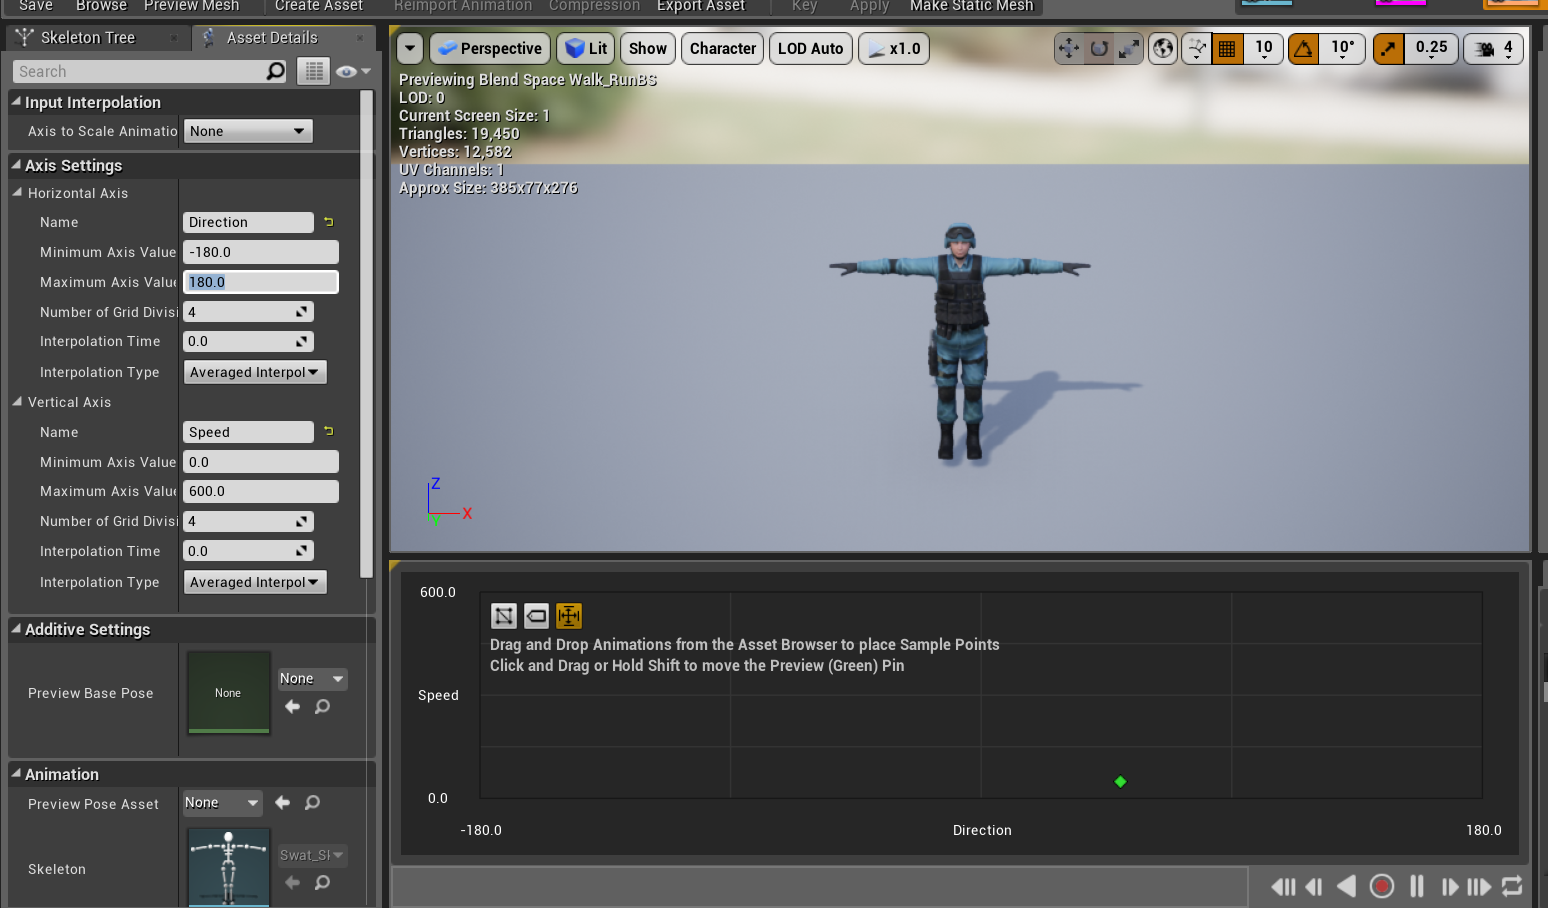 Save Browse Preview Mesh Create Asset Reimport Animation Compression Export Asset Key Apply Make Static Mesh
Skeleton Tree Asset Details
Search
Input Interpolation
Axis to Scale Animatio None
Axis Settings
Horizontal Axis
Name Direction
Minimum Axis Value -180.0
Maximum Axis Value 180.0
Number of Grid Divisi 4
Interpolation Time 0.0
Interpolation Type Averaged Interpol
Vertical Axis
Name Speed
Minimum Axis Value 0.0
Maximum Axis Value 600.0
Number of Grid Divisi 4
Interpolation Time 0.0
Interpolation Type Averaged Interpol
Additive Settings
Preview Base Pose None None
Animation
Preview Pose Asset None
Skeleton Swat_Sk
Perspective Lit Show Character LOD Auto x1.0 10 10° 0.25 4
Previewing Blend Space Walk_RunBS
LOD: 0
Current Screen Size: 1
Triangles: 19,450
Vertices: 12,582
UV Channels: 1
Approx Size: 385x77x276
Z
X
Y
600.0
Drag and Drop Animations from the Asset Browser to place Sample Points
Click and Drag or Hold Shift to move the Preview (Green) Pin
Speed
0.0
-180.0 Direction 180.0